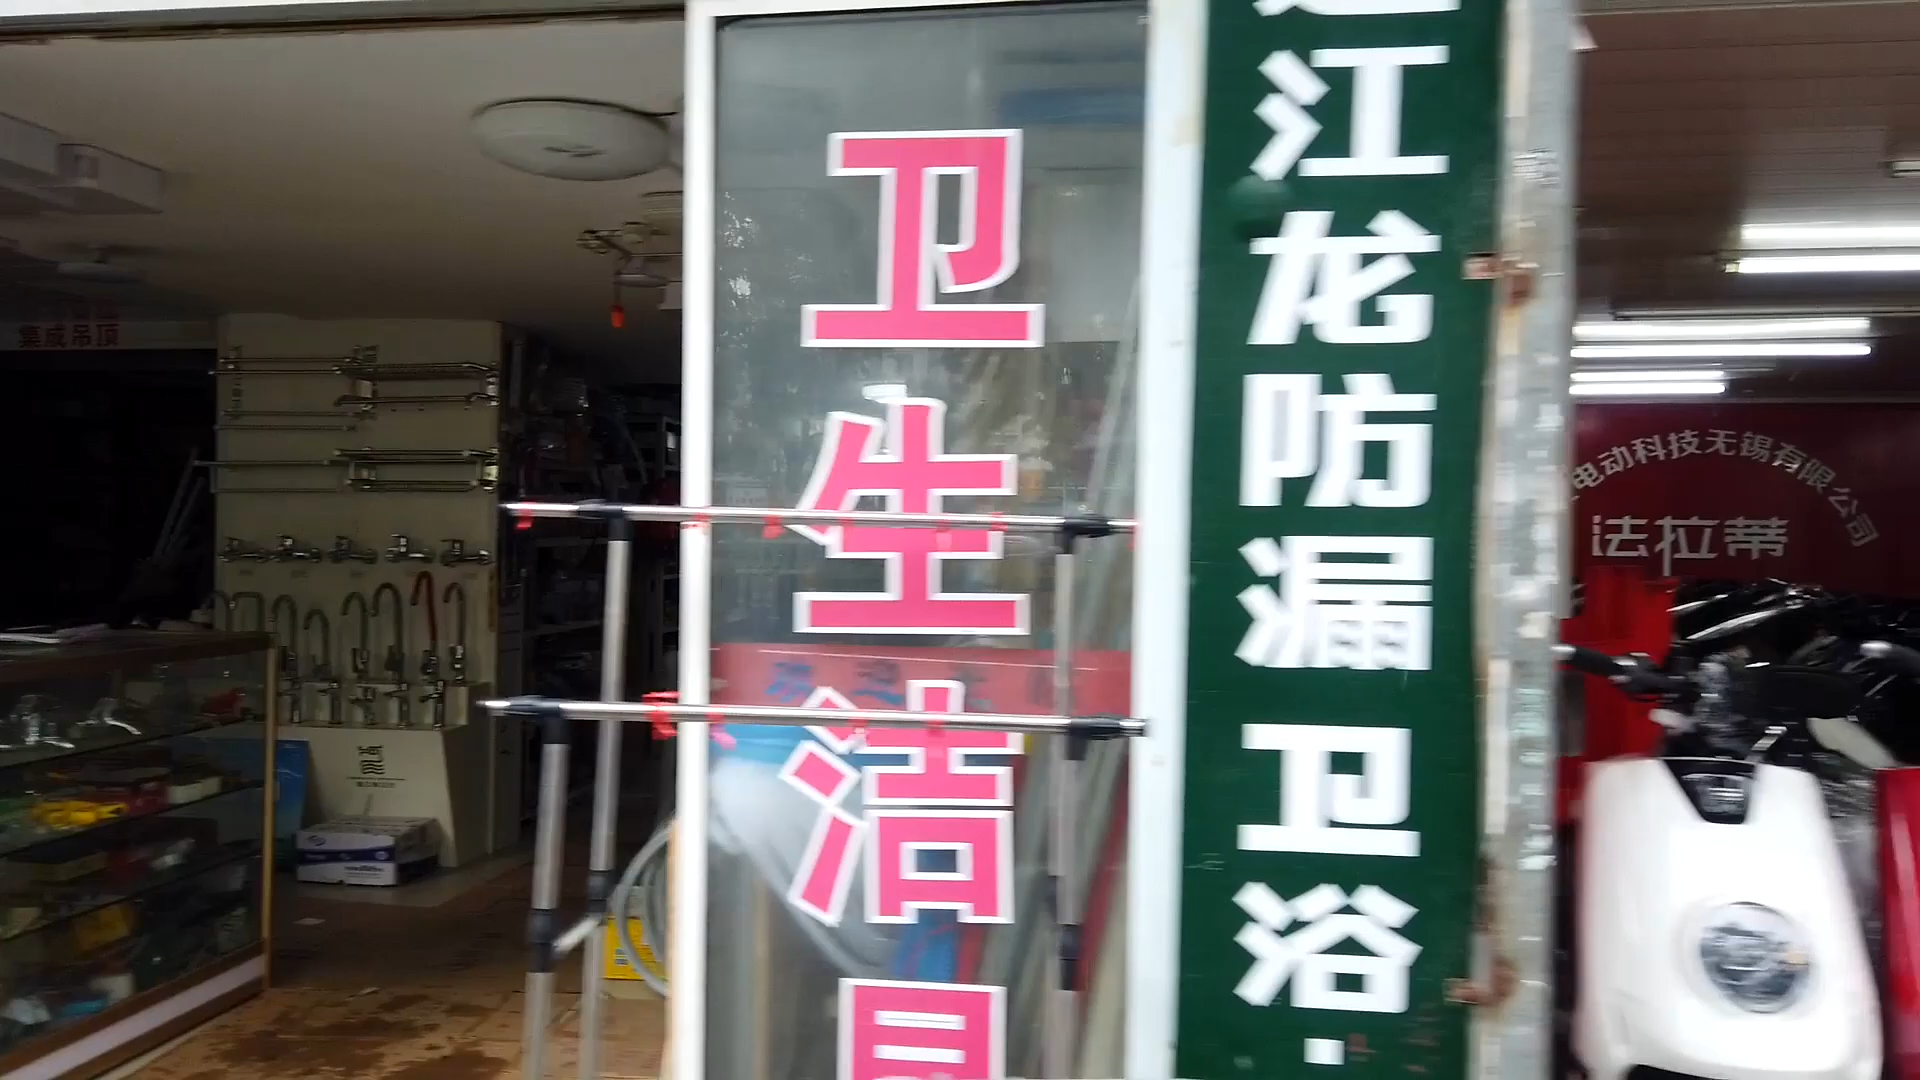 集成吊顶
卫生洁具
江龙防漏 卫浴·
电动科技无锡有限公司
法拉蒂